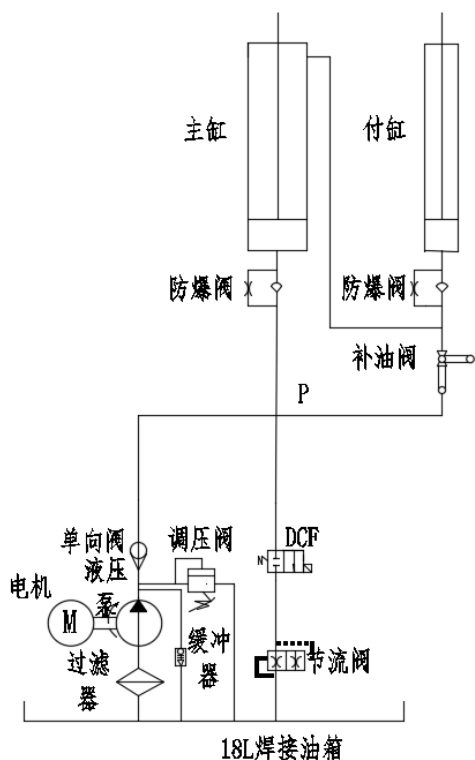 主缸
付缸
防爆阀
防爆阀
补油阀
P
单向阀
调压阀
DCF
液压
泵
电机
M
过滤
器
缓冲
器
节流阀
18L焊接油箱